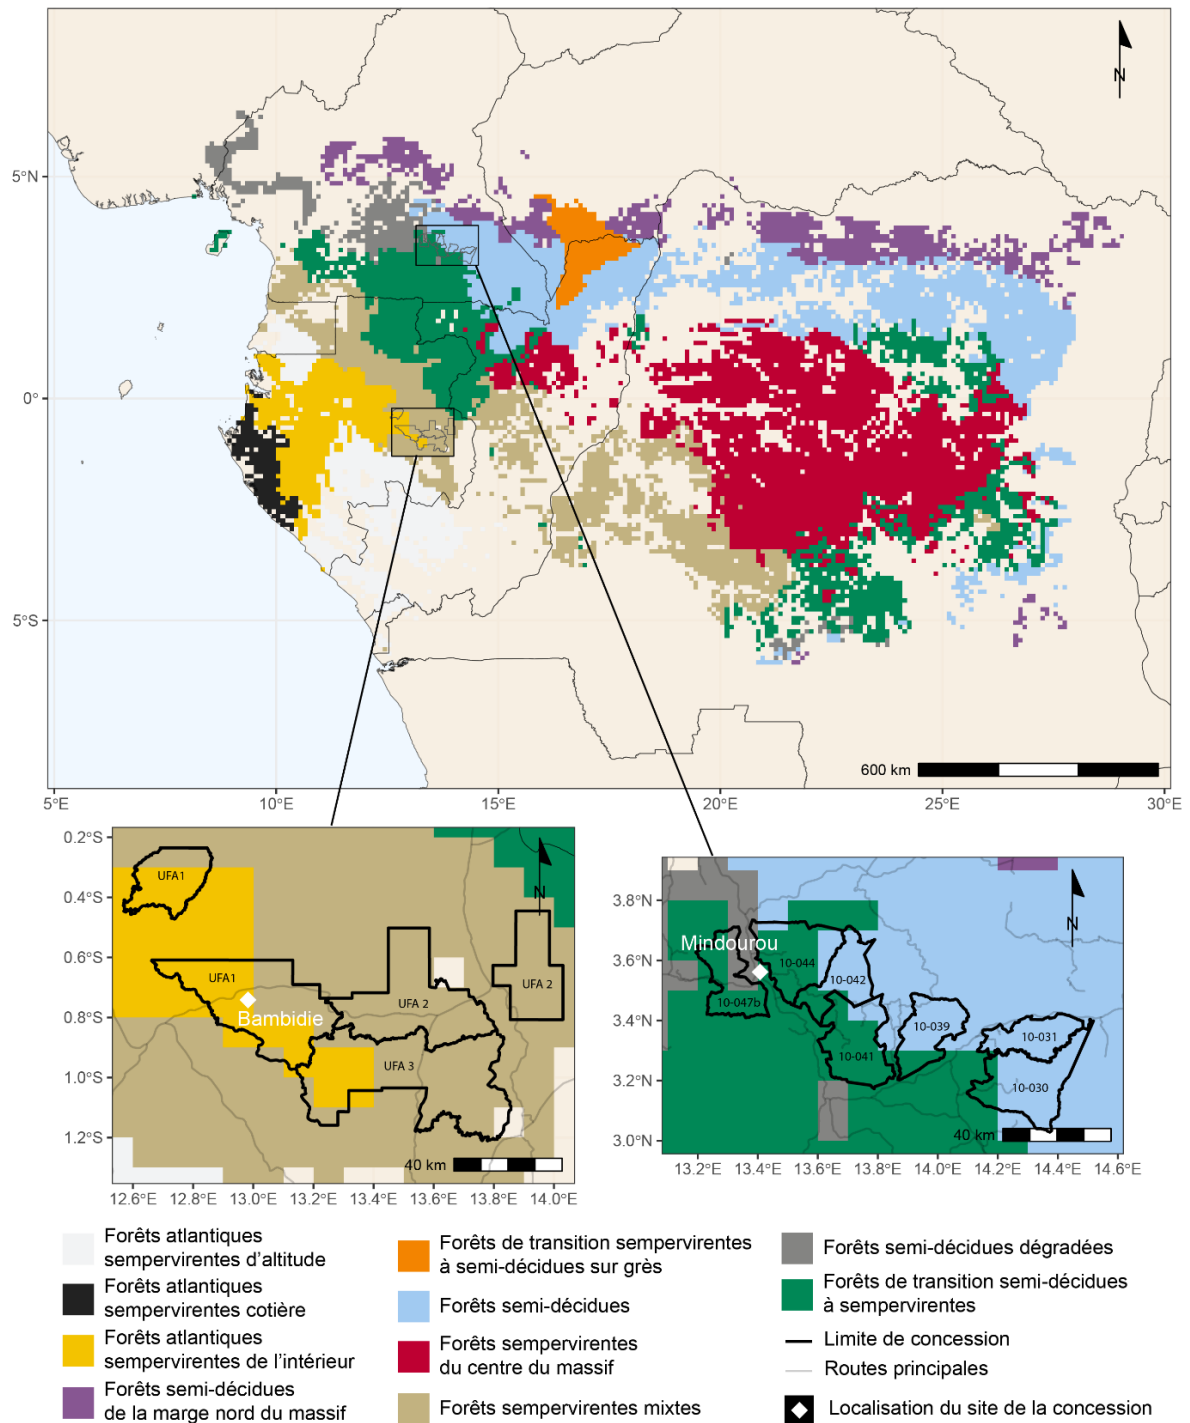 N
5°N
0°
5°S
600 km
5°E
10°E
15°E
20°E
25°E
30°E
0.2°S
0.4°S
0.6°S
0.8°S
1.0°S
1.2°S
UFA1
N
UFA1
UFA 2
UFA 2
Bambidie
UFA 3
40 km
12.6°E
12.8°E
13.0°E
13.2°E
13.4°E
13.6°E
13.8°E
14.0°E
3.8°N
3.6°N
3.4°N
3.2°N
3.0°N
N
Mindourou
10-044
10-042
10-047b
10-039
10-031
10-041
10-030
40 km
13.2°E
13.4°E
13.6°E
13.8°E
14.0°E
14.2°E
14.4°E
14.6°E
Forêts atlantiques
sempervirentes d'altitude
Forêts atlantiques
sempervirentes cotière
Forêts atlantiques
sempervirentes de l'intérieur
Forêts semi-décidues
de la marge nord du massif
Forêts de transition sempervirentes
à semi-décidues sur grès
Forêts semi-décidues
Forêts sempervirentes
du centre du massif
Forêts sempervirentes mixtes
Forêts semi-décidues dégradées
Forêts de transition semi-décidues
à sempervirentes
Limite de concession
Routes principales
Localisation du site de la concession